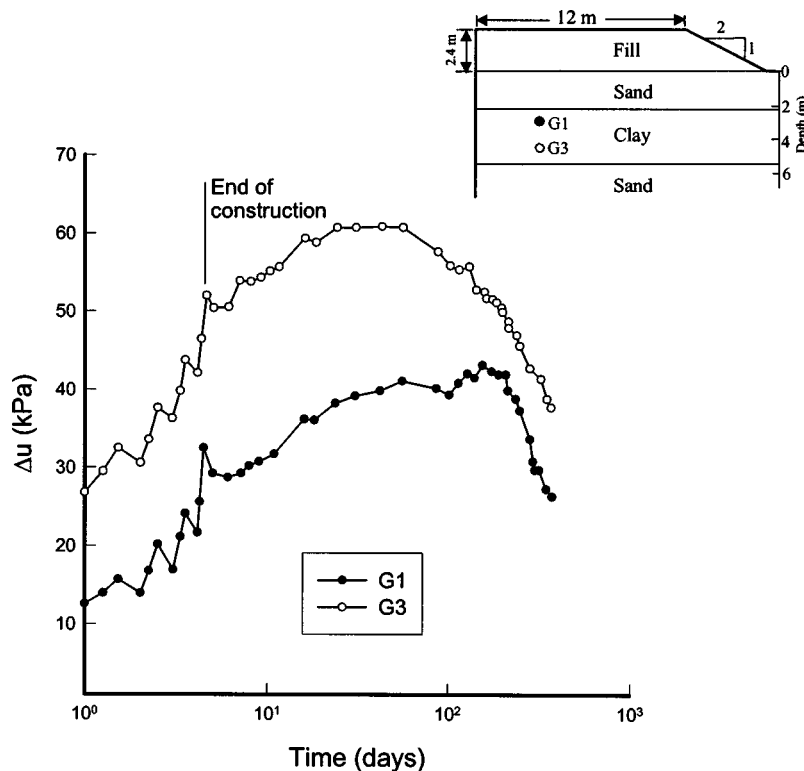 12 m
2
1
2.4 m
Fill
0
Sand
2
G1
Clay
4
G3
Depth (m)
6
Sand
70
60
50
40
30
20
10
Δu (kPa)
End of
construction
G1
G3
10⁰
10¹
10²
10³
Time (days)